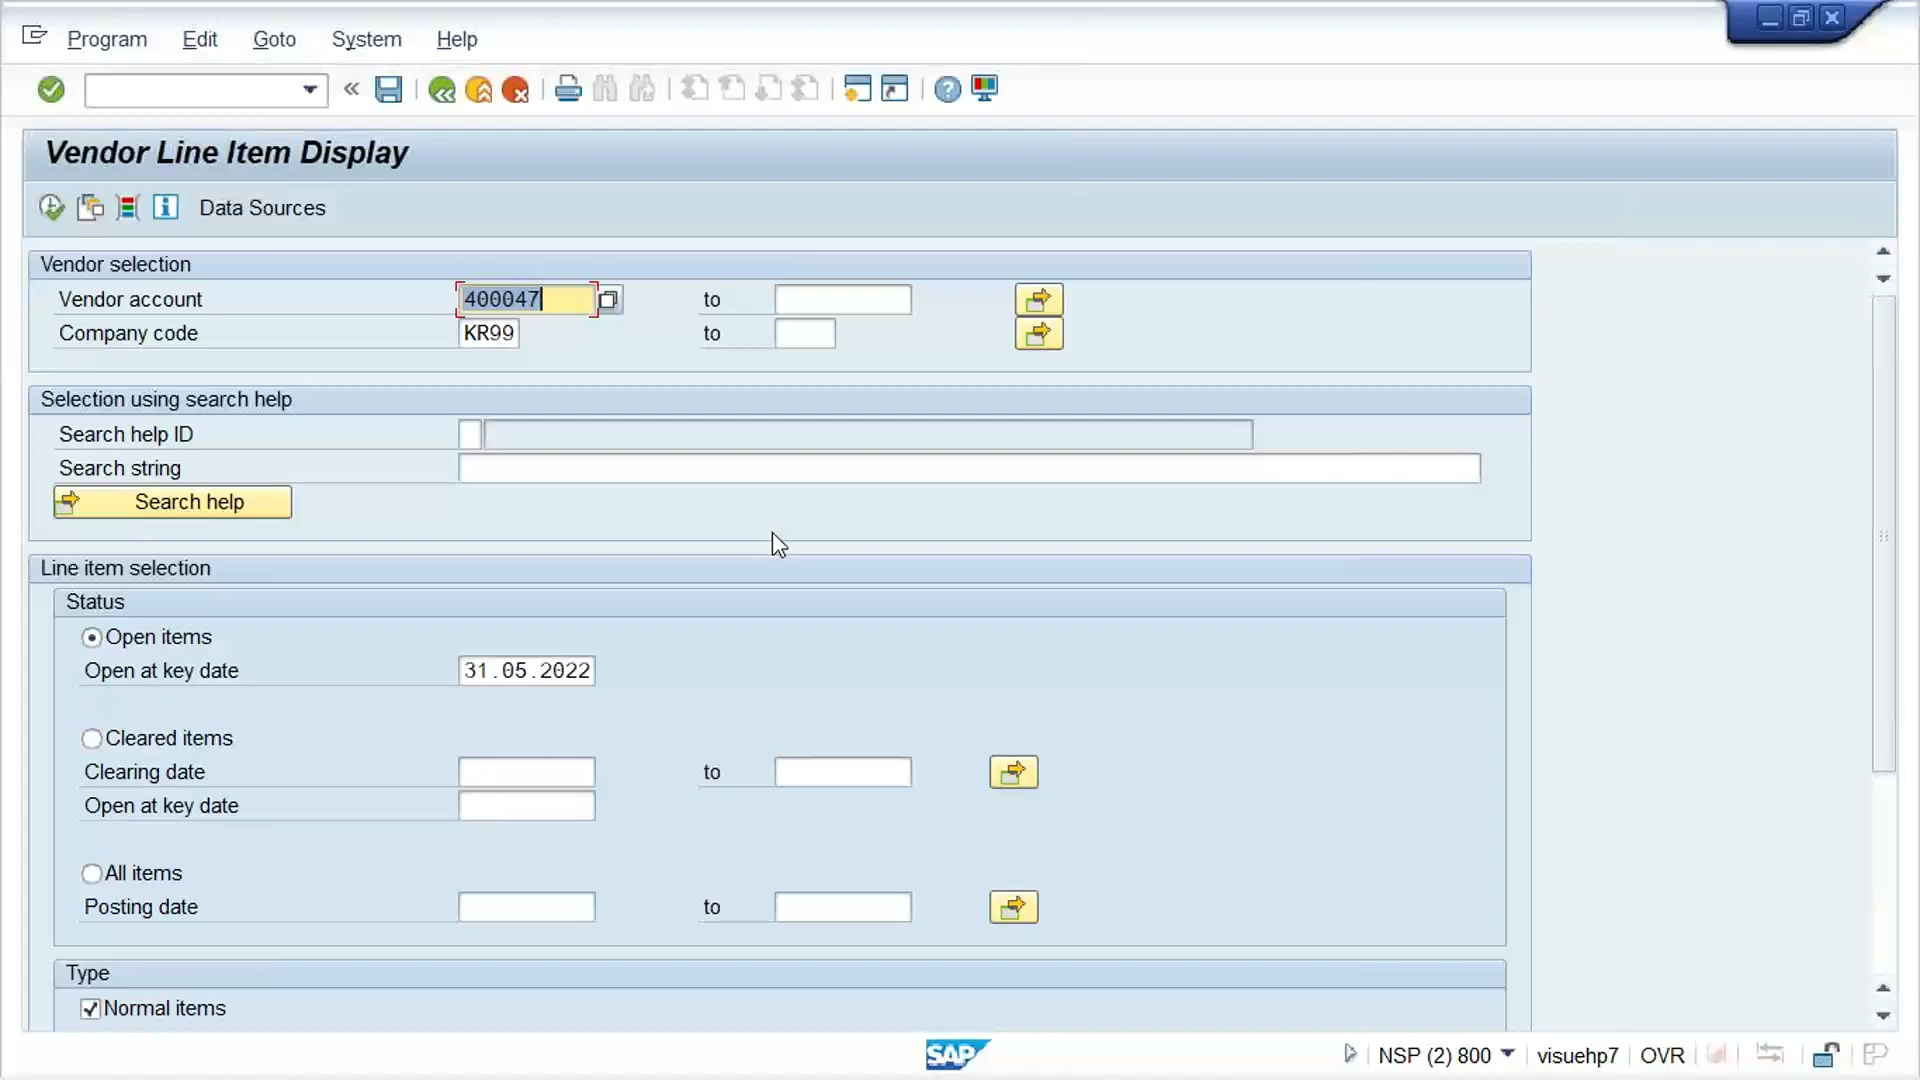 Program Edit Goto System Help
Vendor Line Item Display
Data Sources
Vendor selection
Vendor account 400047 to
Company code KR99 to
Selection using search help
Search help ID
Search string
Search help
Line item selection
Status
Open items
Open at key date 31.05.2022
Cleared items
Clearing date to
Open at key date
All items
Posting date to
Type
Normal items
SAP NSP (2) 800 visuehp7 OVR